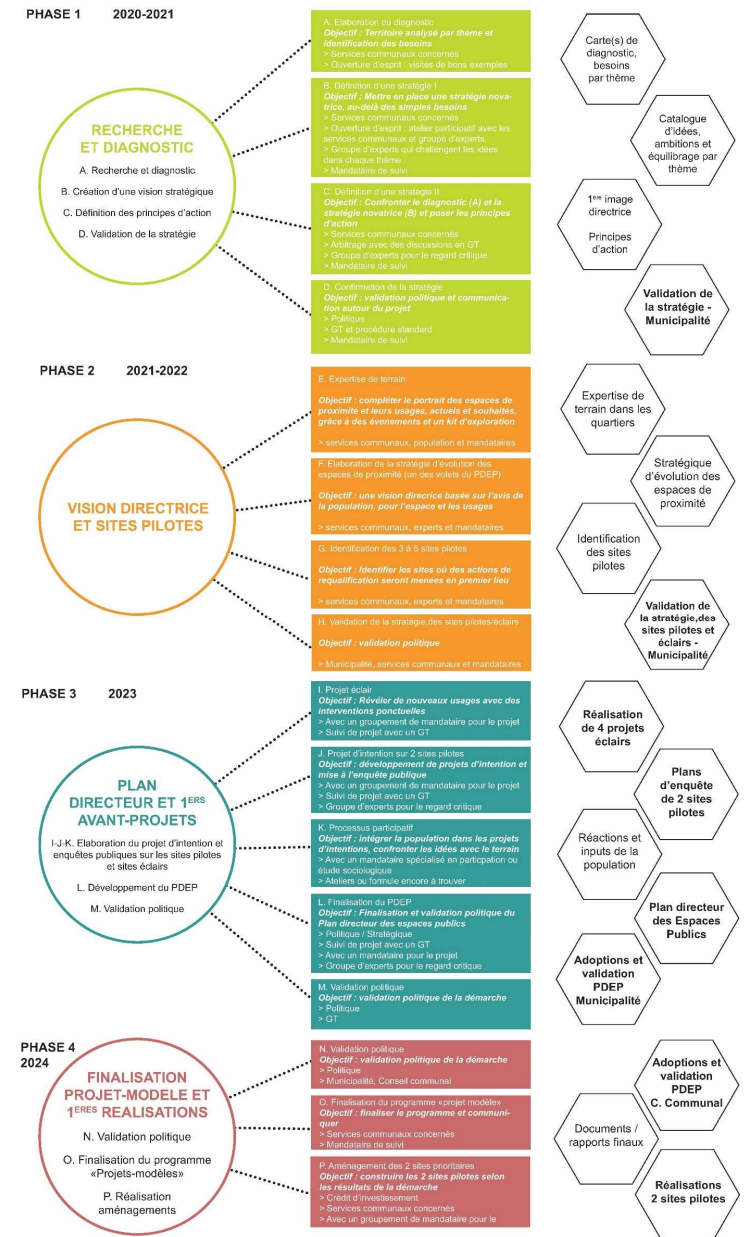 PHASE 1 2020-2021
RECHERCHE
ET DIAGNOSTIC
A. Recherche et diagnostic
B. Création d'une vision stratégique
C. Définition des principes d'action
D. Validation de la stratégie
A. Elaboration du diagnostic
Objectif : Territoire analysé par thème et
identification des besoins
> Services communaux concernés
> Ouverture d'esprit : visites de bons exemples
B. Définition d'une stratégie I
Objectif : Mettre en place une stratégie nova-
trice, au-delà des simples besoins
> Services communaux concernés
> Ouverture d'esprit : atelier participatif avec les
services communaux et groupe d'experts
> Groupe d'experts qui challengent les idées
dans chaque thème
> Mandataire de suivi
C. Définition d'une stratégie II
Objectif : Confronter le diagnostic (A) et la
stratégie novatrice (B) et poser les principes
d'action
> Services communaux concernés
> Arbitrage avec des discussions en GT
> Groupe d'experts pour le regard critique
> Mandataire de suivi
D. Confirmation de la stratégie
Objectif : validation politique et communica-
tion autour du projet
> Politique
> GT et procédure standard
> Mandataire de suivi
Carte(s) de
diagnostic,
besoins
par thème
Catalogue
d'idées,
ambitions et
équilibrage par
thème
1ere image
directrice
Principes
d'action
Validation de
la stratégie -
Municipalité
PHASE 2 2021-2022
VISION DIRECTRICE
ET SITES PILOTES
E. Expertise de terrain
Objectif : compléter le portrait des espaces de
proximité et leurs usages, actuels et souhaités,
grâce à des évenements et un kit d'exploration
> services communaux, population et mandataires
F. Elaboration de la stratégie d'évolution des
espaces de proximité (un des volets du PDEP)
Objectif : une vision direcrice basée sur l'avis de
la population, pour l'espace et les usages
> services communaux, experts et mandataires
G. Identification des 3 à 5 sites pilotes
Objectif : Identifier les sites où des actions de
requalification seront menées en premier lieu
> services communaux, experts et mandataires
H. Validation de la stratégie,des sites pilotes/éclairs
Objectif : validation politique
> Municipalité, services communaux et mandataires
Expertise de
terrain dans les
quartiers
Stratégique
d'évolution des
espaces de
proximité
Identification
des sites
pilotes
Validation de
la stratégie,des
sites pilotes et
éclairs -
Municipalité
PHASE 3 2023
PLAN
DIRECTEUR ET 1ERS
AVANT-PROJETS
I-J-K. Elaboration du projet d'intention et
enquêtes publiques sur les sites pilotes
et sites éclairs
L. Développement du PDEP
M. Validation politique
I. Projet éclair
Objectif : Révéler de nouveaux usages avec des
interventions ponctuelles
> Avec un groupement de mandataire pour le projet
> Suivi de projet avec un GT
J. Projet d'intention sur 2 sites pilotes
Objectif : développement de projets d'intention et
mise à l'enquête publique
> Avec un groupement de mandataire pour le projet
> Suivi de projet avec un GT
> Groupe d'experts pour le regard critique
K. Processus participatif
Objectif : intégrer la population dans les projets
d'intentions, confronter les idées avec le terrain
> Avec un mandataire spécialisé en particpation ou
étude sociologique
> Ateliers ou formule encore à trouver
L. Finalisation du PDEP
Objectif : Finalisation et validation politique du
Plan directeur des espaces publics
> Politique / Stratégique
> Suivi de projet avec un GT
> Avec un mandataire pour le projet
> Groupe d'experts pour le regard critique
M. Validation politique
Objectif : validation politique de la démarche
> Politique
> GT
Réalisation
de 4 projets
éclairs
Plans
d'enquête
de 2 sites
pilotes
Réactions et
inputs de la
population
Plan directeur
des Espaces
Publics
Adoptions et
validation
PDEP
Municipalité
PHASE 4
2024
FINALISATION
PROJET-MODELE ET
1ERES REALISATIONS
N. Validation politique
O. Finalisation du programme
«Projets-modèles»
P. Réalisation
aménagements
N. Validation politique
Objectif : validation politique de la démarche
> Politique
> Municipalité, Conseil communal
O. Finalisation du programme «projet modèle»
Objectif : finaliser le programme et communi-
quer
> Services communaux concernés
> Mandataire de suivi
P. Aménagement des 2 sites prioritaires
Objectif : construire les 2 sites pilotes selon
les résultats de la démarche
> Crédit d'investissement
> Services communaux concernés
> Avec un groupement de mandataire pour le
Adoptions et
validation
PDEP
C. Communal
Documents /
rapports finaux
Réalisations
2 sites pilotes